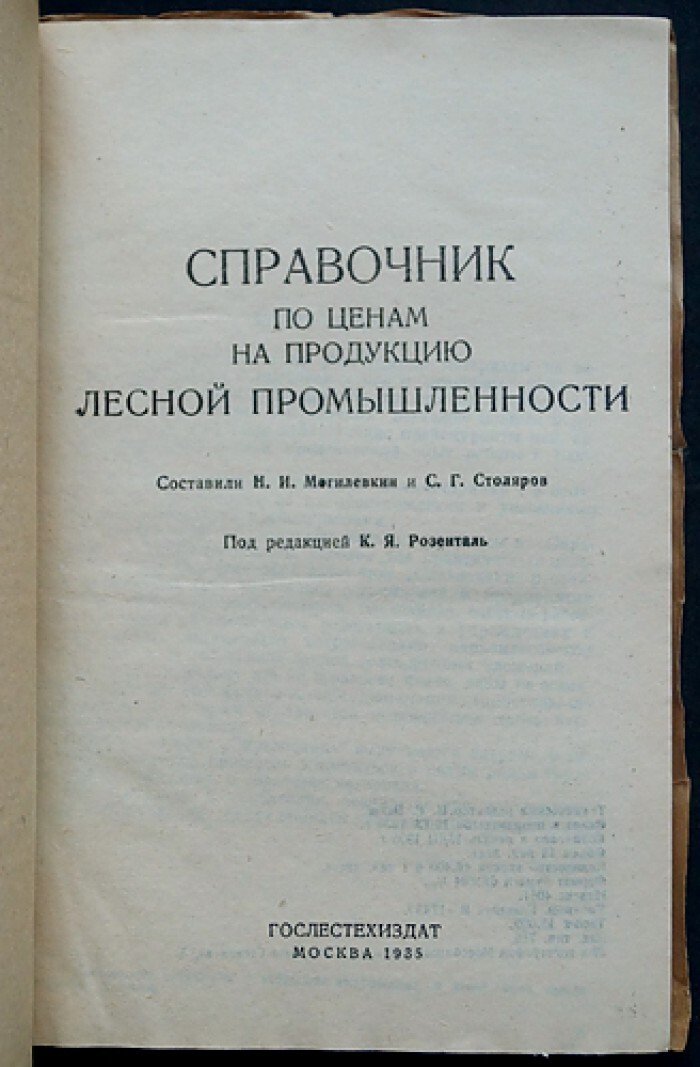 СПРАВОЧНИК
ПО ЦЕНАМ
НА ПРОДУКЦИЮ
ЛЕСНОЙ ПРОМЫШЛЕННОСТИ
Составили Н. И. Могилевкин и С. Г. Столяров
Под редакцией К. Я. Розенталь
ГОСЛЕСТЕХИЗДАТ
МОСКВА 1935